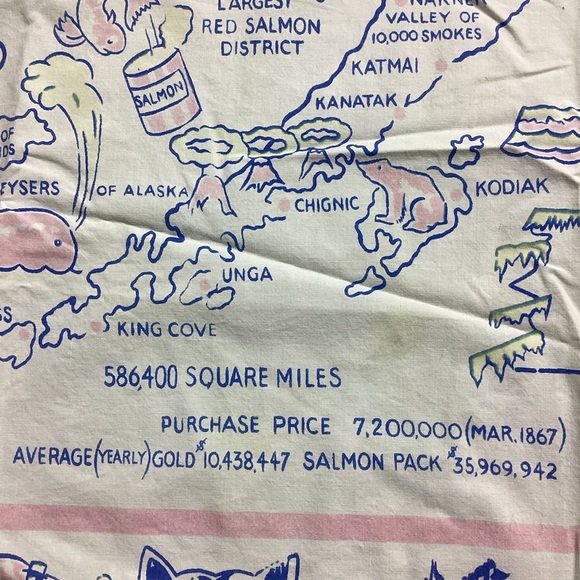 LARGEST
RED SALMON
DISTRICT
VALLEY OF
10,000 SMOKES
KATMAI
SALMON
KANATAK
OF
EYSERS
OF ALASKA
CHIGNIC
KODIAK
UNGA
KING COVE
586,400 SQUARE MILES
PURCHASE PRICE 7,200,000 (MAR. 1867)
AVERAGE (YEARLY) GOLD $10,438,447 SALMON PACK $35,969,942